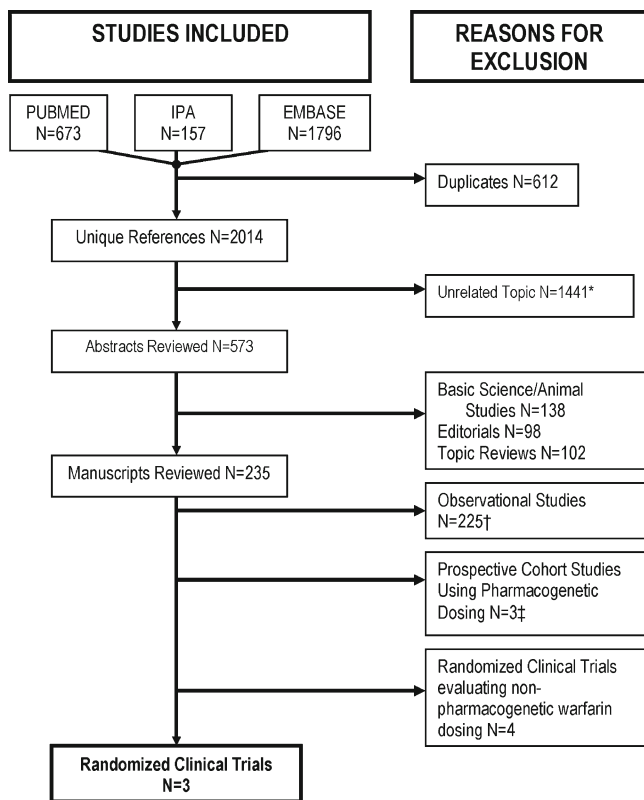 STUDIES INCLUDED
REASONS FOR
EXCLUSION
PUBMED
N=673
IPA
N=157
EMBASE
N=1796
Duplicates N=612
Unique References N=2014
Unrelated Topic N=1441*
Abstracts Reviewed N=573
Basic Science/Animal
Studies N=138
Editorials N=98
Topic Reviews N=102
Manuscripts Reviewed N=235
Observational Studies
N=225†
Prospective Cohort Studies
Using Pharmacogenetic
Dosing N=3‡
Randomized Clinical Trials
evaluating non-
pharmacogenetic warfarin
dosing N=4
Randomized Clinical Trials
N=3